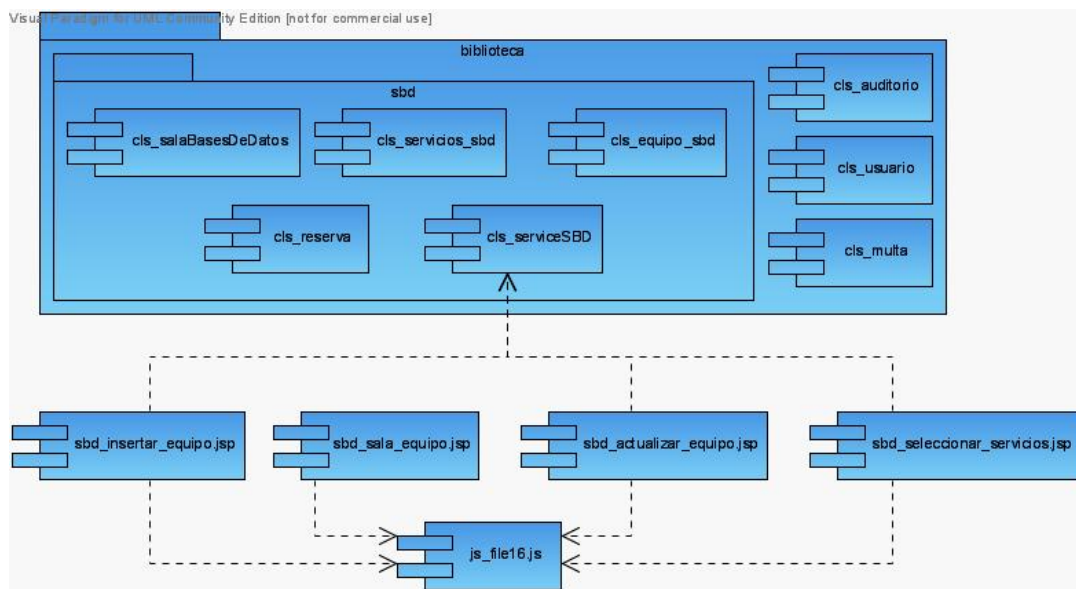 Visual Paradigm for UML Community Edition [not for commercial use]
biblioteca
sbd
cls_auditorio
cls_salaBasesDeDatos
cls_servicios_sbd
cls_equipo_sbd
cls_usuario
cls_reserva
cls_serviceSBD
cls_multa
sbd_insertar_equipo.jsp
sbd_sala_equipo.jsp
sbd_actualizar_equipo.jsp
sbd_seleccionar_servicios.jsp
js_file16.js